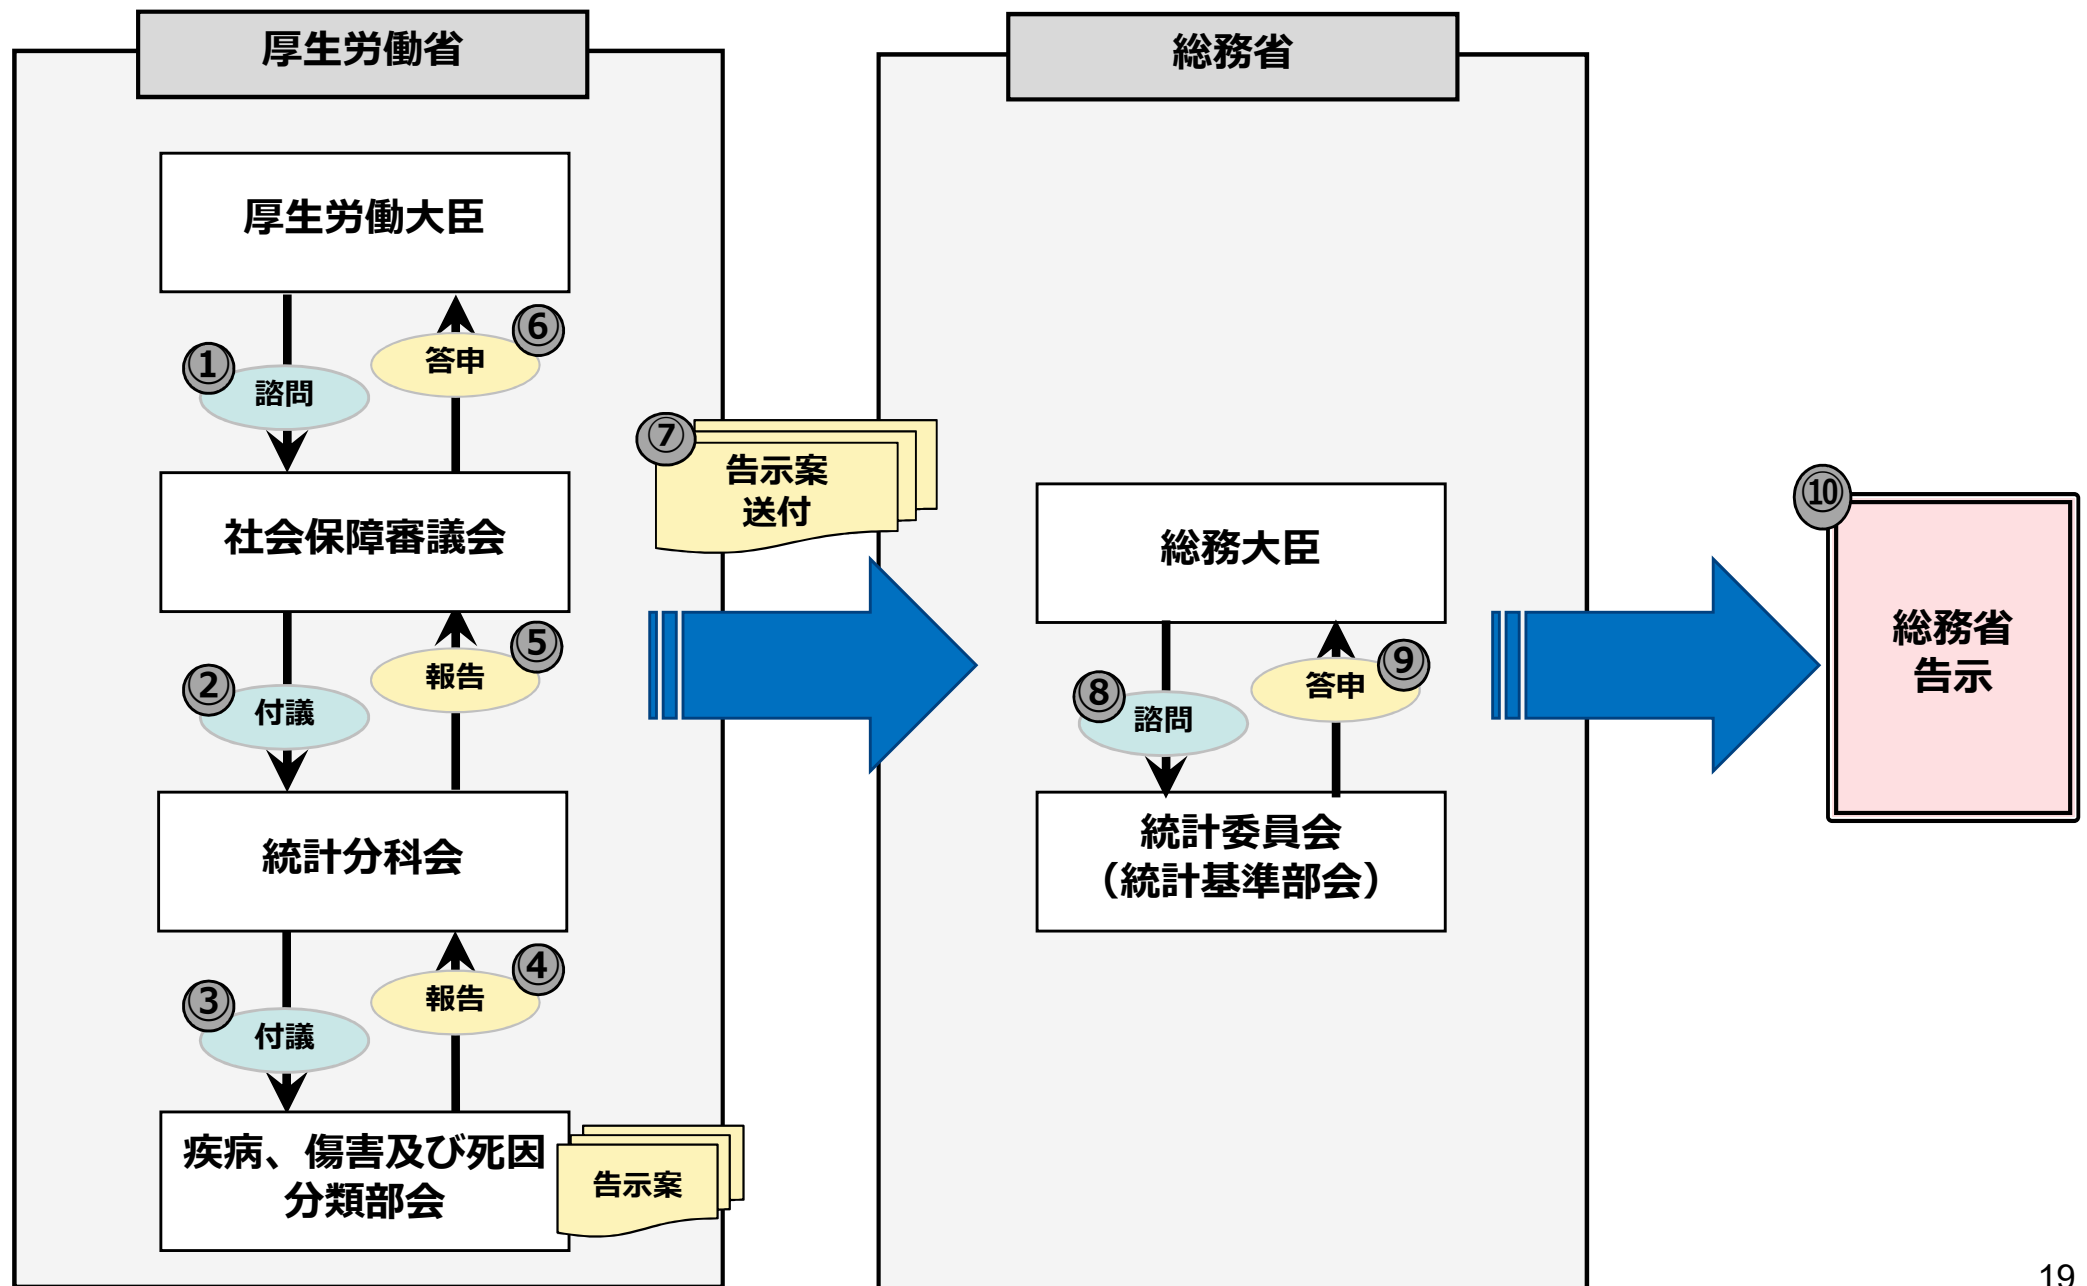 厚生労働省
厚生労働大臣
①
諮問
⑥
答申
社会保障審議会
②
付議
⑤
報告
統計分科会
③
付議
④
報告
疾病、傷害及び死因
分類部会
告示案
⑦
告示案
送付
総務省
総務大臣
⑧
諮問
⑨
答申
統計委員会
（統計基準部会）
⑩
総務省
告示
19